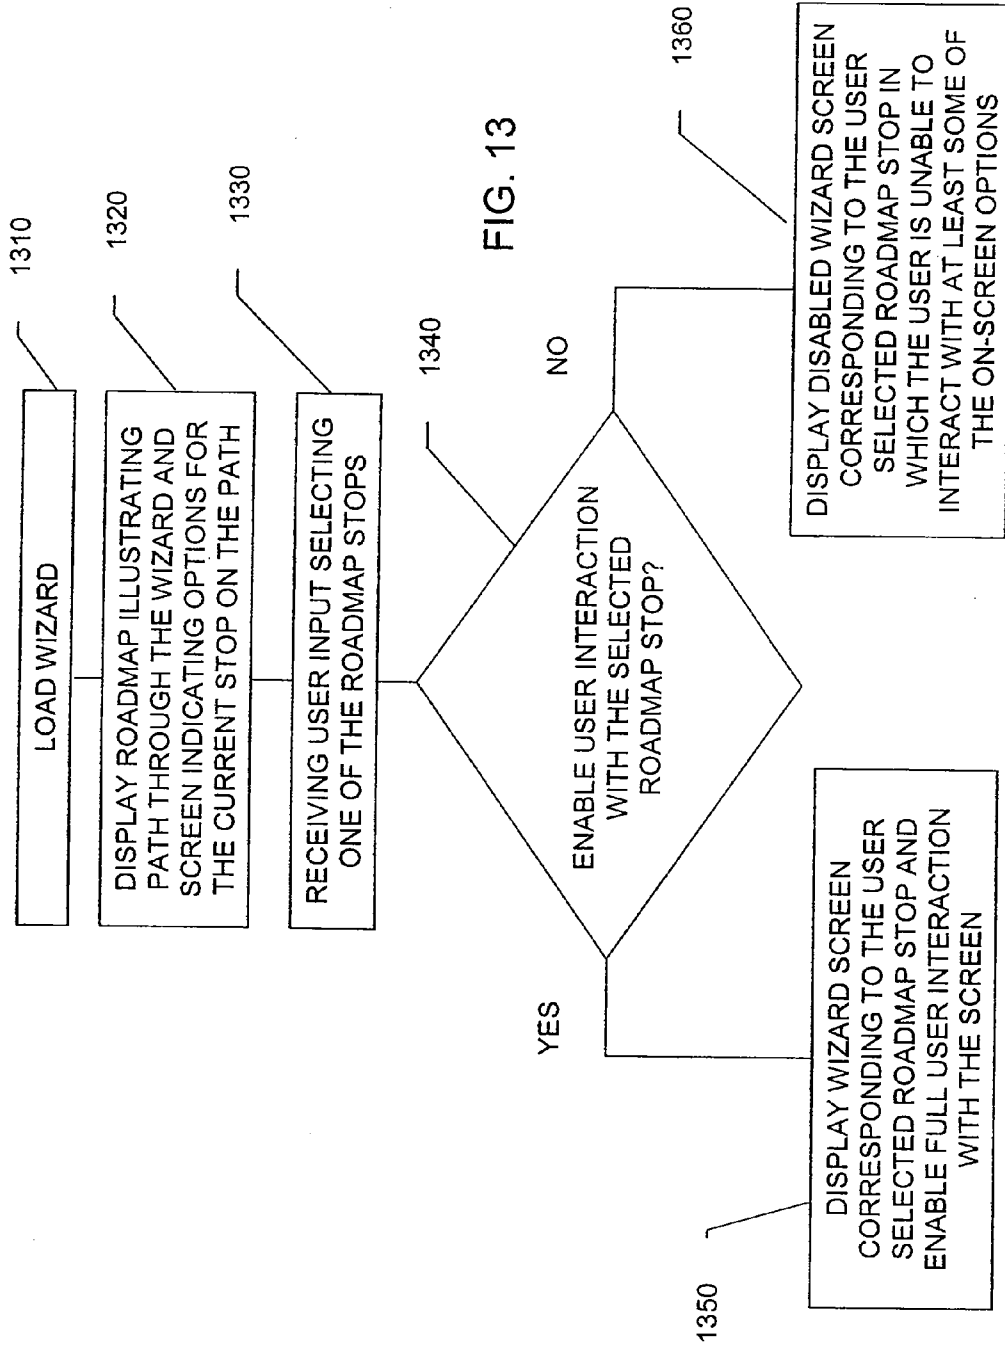 1310
LOAD WIZARD
1320
DISPLAY ROADMAP ILLUSTRATING
PATH THROUGH THE WIZARD AND
SCREEN INDICATING OPTIONS FOR
THE CURRENT STOP ON THE PATH
1330
RECEIVING USER INPUT SELECTING
ONE OF THE ROADMAP STOPS
1340
ENABLE USER INTERACTION
WITH THE SELECTED
ROADMAP STOP?
YES
NO
FIG. 13
1350
DISPLAY WIZARD SCREEN
CORRESPONDING TO THE USER
SELECTED ROADMAP STOP AND
ENABLE FULL USER INTERACTION
WITH THE SCREEN
1360
DISPLAY DISABLED WIZARD SCREEN
CORRESPONDING TO THE USER
SELECTED ROADMAP STOP IN
WHICH THE USER IS UNABLE TO
INTERACT WITH AT LEAST SOME OF
THE ON-SCREEN OPTIONS